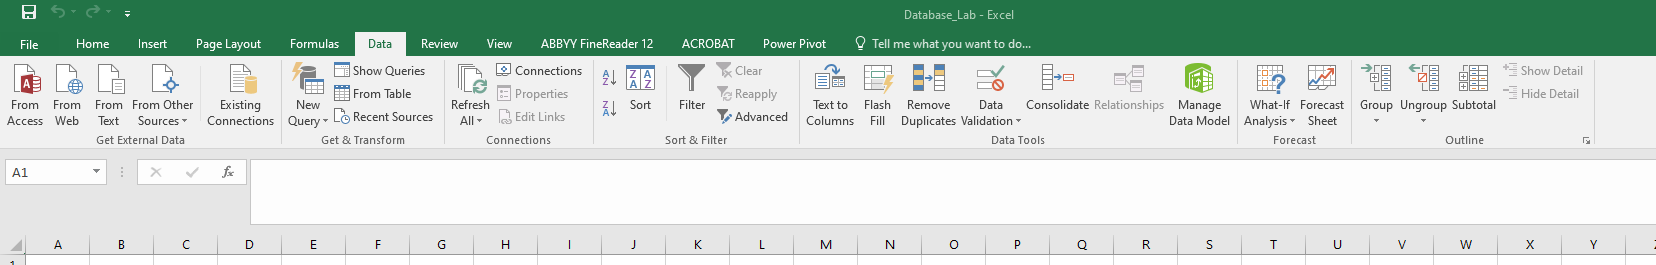 Database_Lab - Excel
File Home Insert Page Layout Formulas Data Review View ABBYY FineReader 12 ACROBAT Power Pivot Tell me what you want to do...
From Access
From Web
From Text
From Other Sources
Existing Connections
Get External Data
New Query
Show Queries
From Table
Recent Sources
Get & Transform
Refresh All
Connections
Properties
Edit Links
Connections
Sort
Filter
Clear
Reapply
Advanced
Sort & Filter
Text to Columns
Flash Fill
Remove Duplicates
Data Validation
Consolidate
Relationships
Manage Data Model
Data Tools
What-If Analysis
Forecast Sheet
Forecast
Group
Ungroup
Subtotal
Show Detail
Hide Detail
Outline
A1 fx
A B C D E F G H I J K L M N O P Q R S T U V W X Y
1